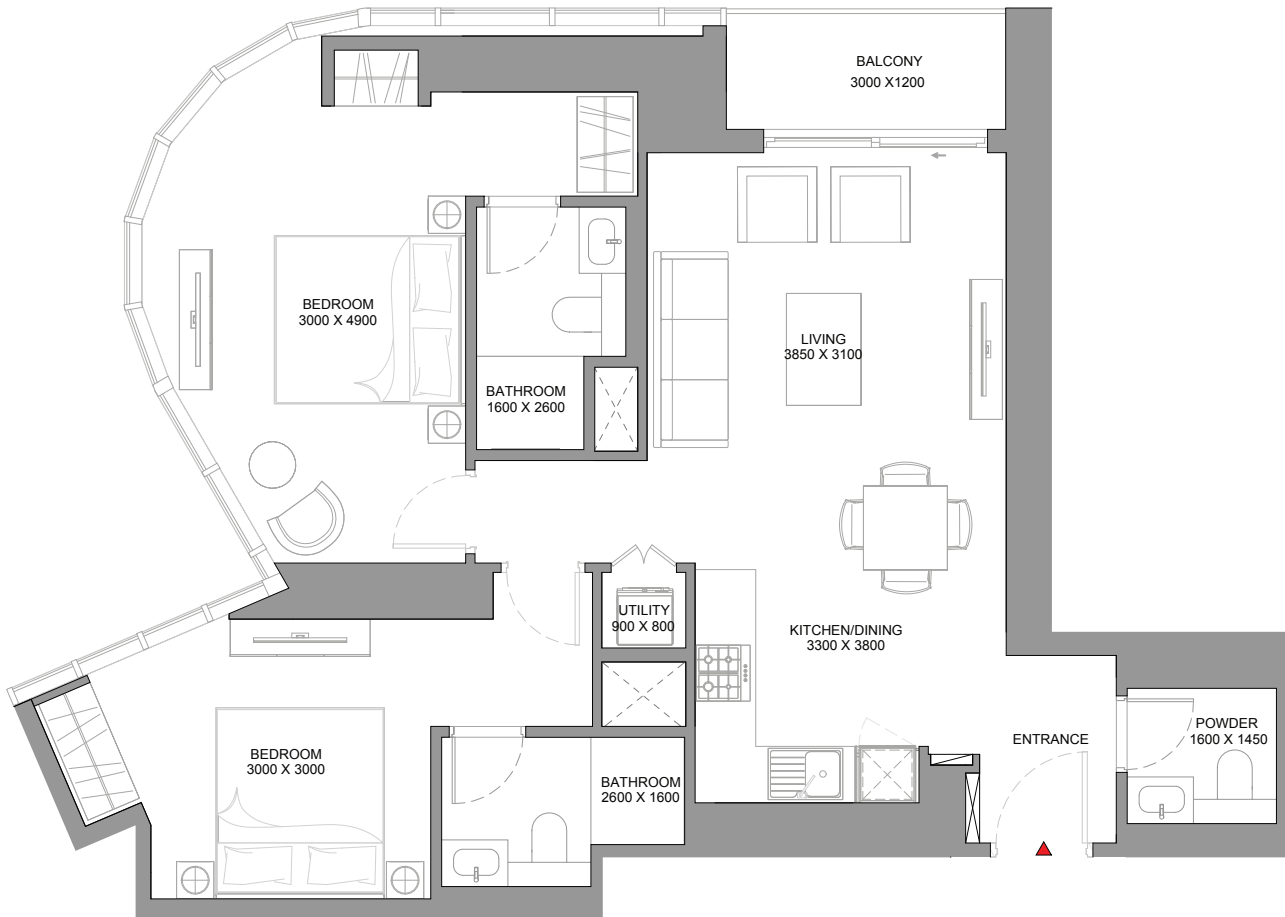 BALCONY
3000 X1200
BEDROOM
3000 X 4900
LIVING
3850 X 3100
BATHROOM
1600 X 2600
UTILITY
900 X 800
KITCHEN/DINING
3300 X 3800
POWDER
1600 X 1450
ENTRANCE
BEDROOM
3000 X 3000
BATHROOM
2600 X 1600